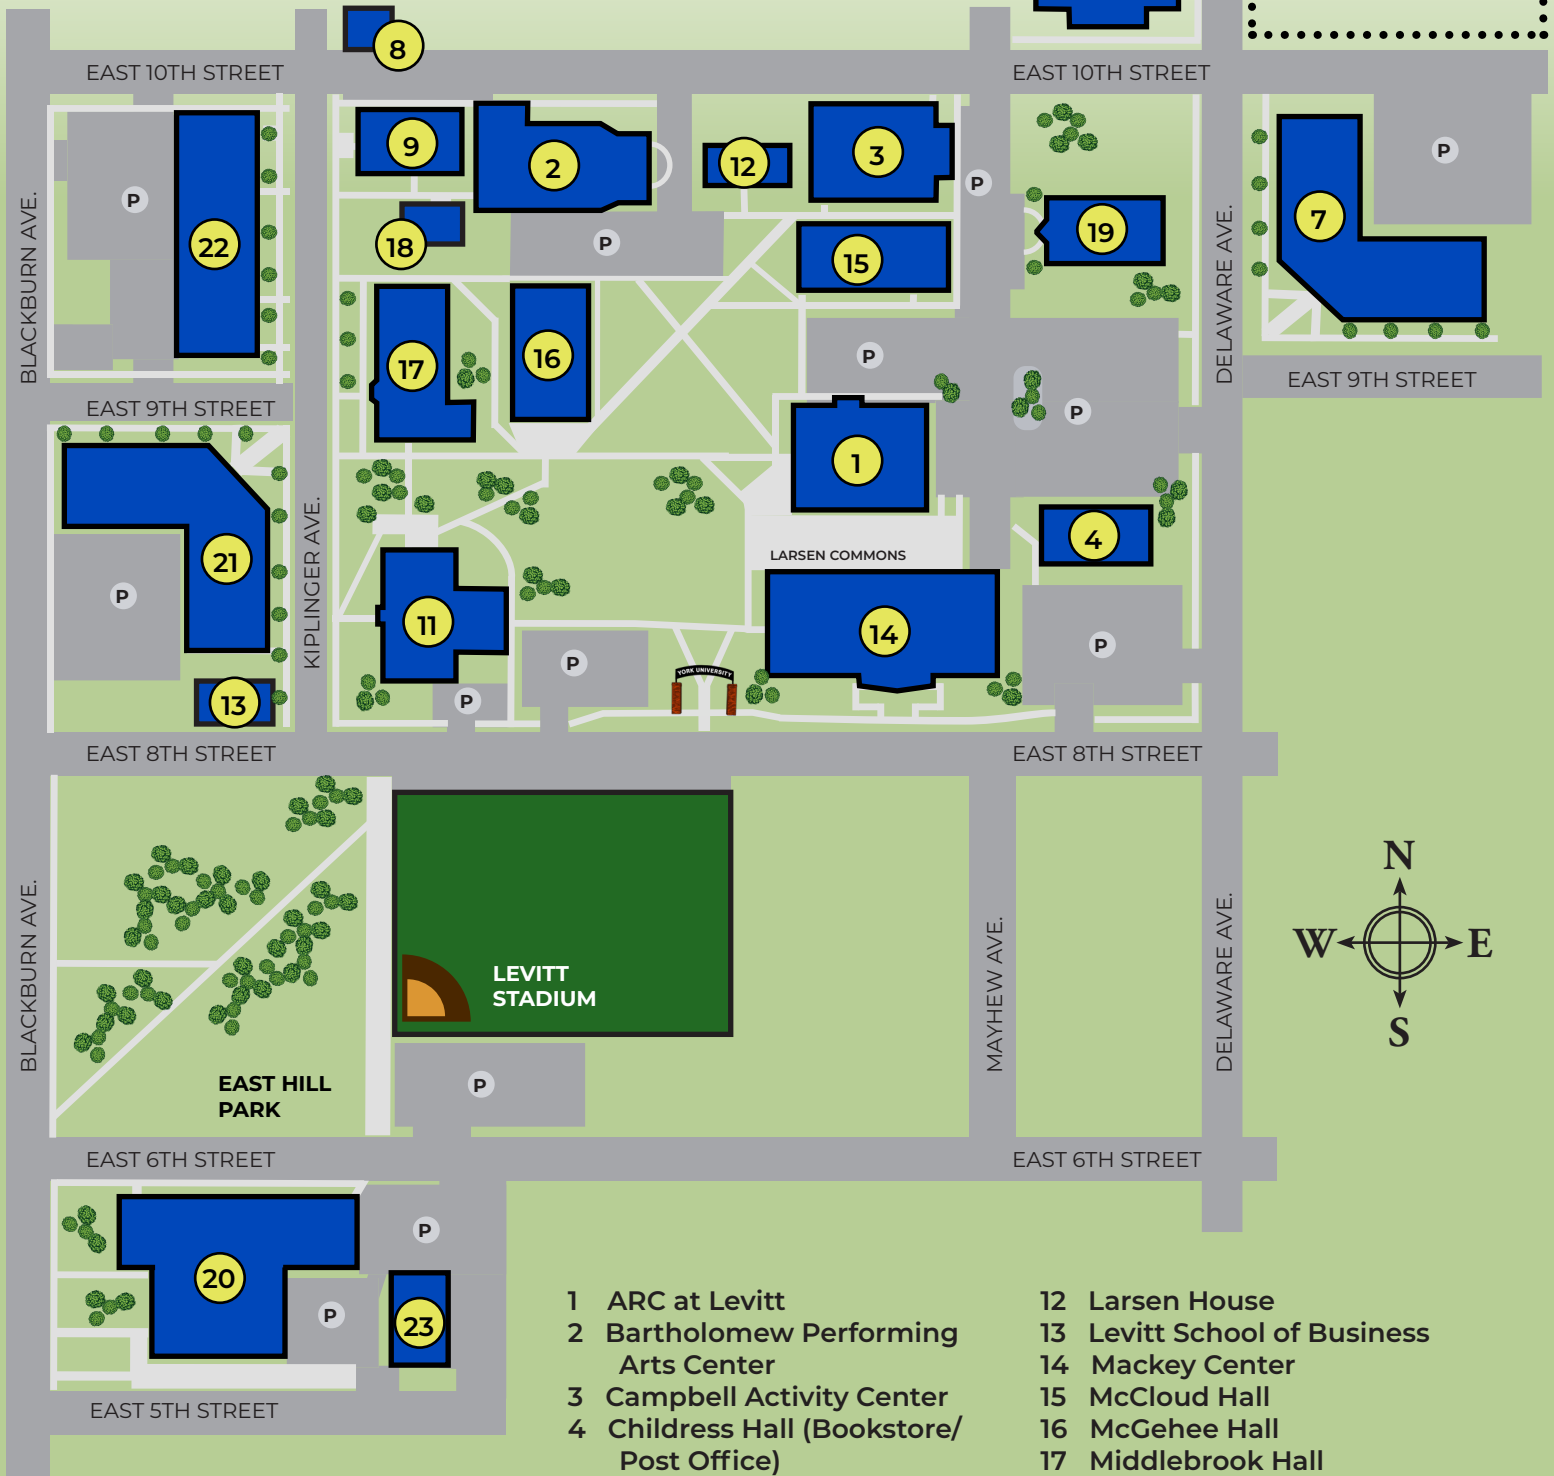 8
EAST 10TH STREET
EAST 10TH STREET
9
2
12
3
P
P
7
BLACKBURN AVE.
P
22
18
P
15
19
DELAWARE AVE.
17
16
P
P
EAST 9TH STREET
EAST 9TH STREET
1
KIPLINGER AVE.
21
P
4
LARSEN COMMONS
11
14
P
P
P
YORK UNIVERSITY
13
EAST 8TH STREET
EAST 8TH STREET
N
W
E
S
LEVITT
STADIUM
BLACKBURN AVE.
MAYHEW AVE.
DELAWARE AVE.
EAST HILL
PARK
P
EAST 6TH STREET
EAST 6TH STREET
P
20
P
23
EAST 5TH STREET
1 ARC at Levitt
2 Bartholomew Performing
Arts Center
3 Campbell Activity Center
4 Childress Hall (Bookstore/
Post Office)
12 Larsen House
13 Levitt School of Business
14 Mackey Center
15 McCloud Hall
16 McGehee Hall
17 Middlebrook Hall